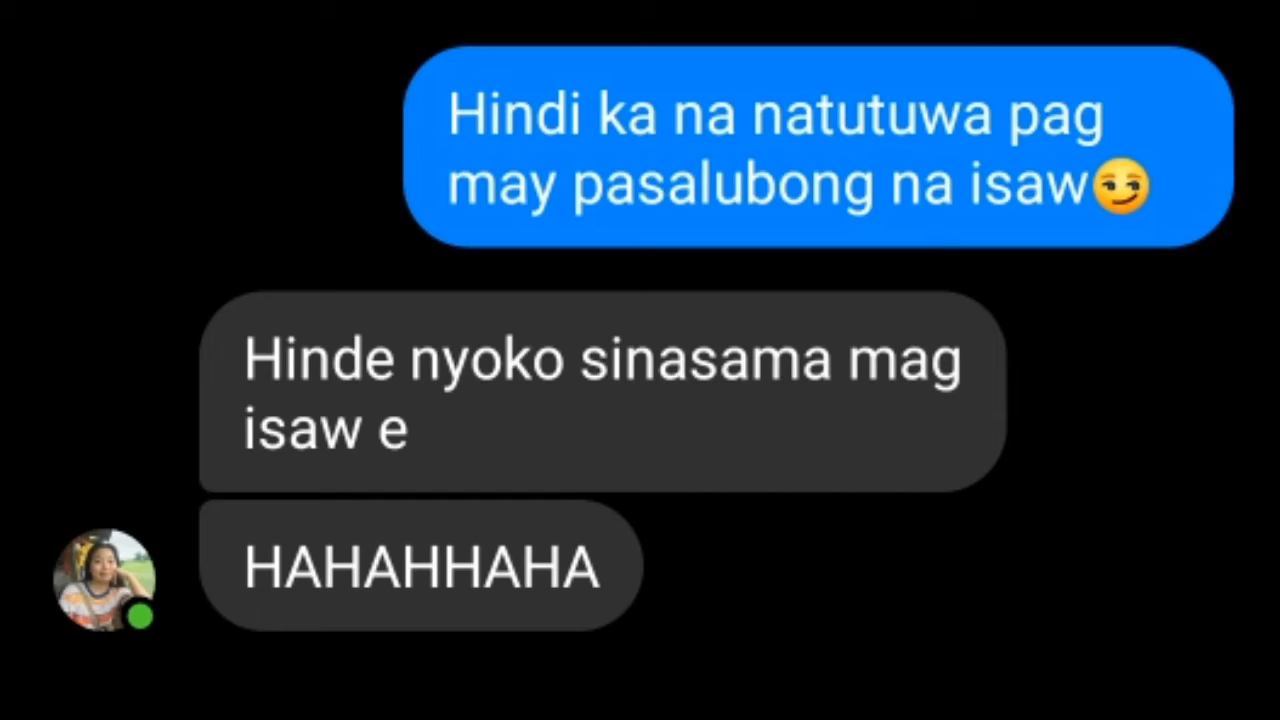 Hindi ka na natutuwa pag
may pasalubong na isaw😏
Hinde nyoko sinasama mag
isaw e
HAHAHHAHA